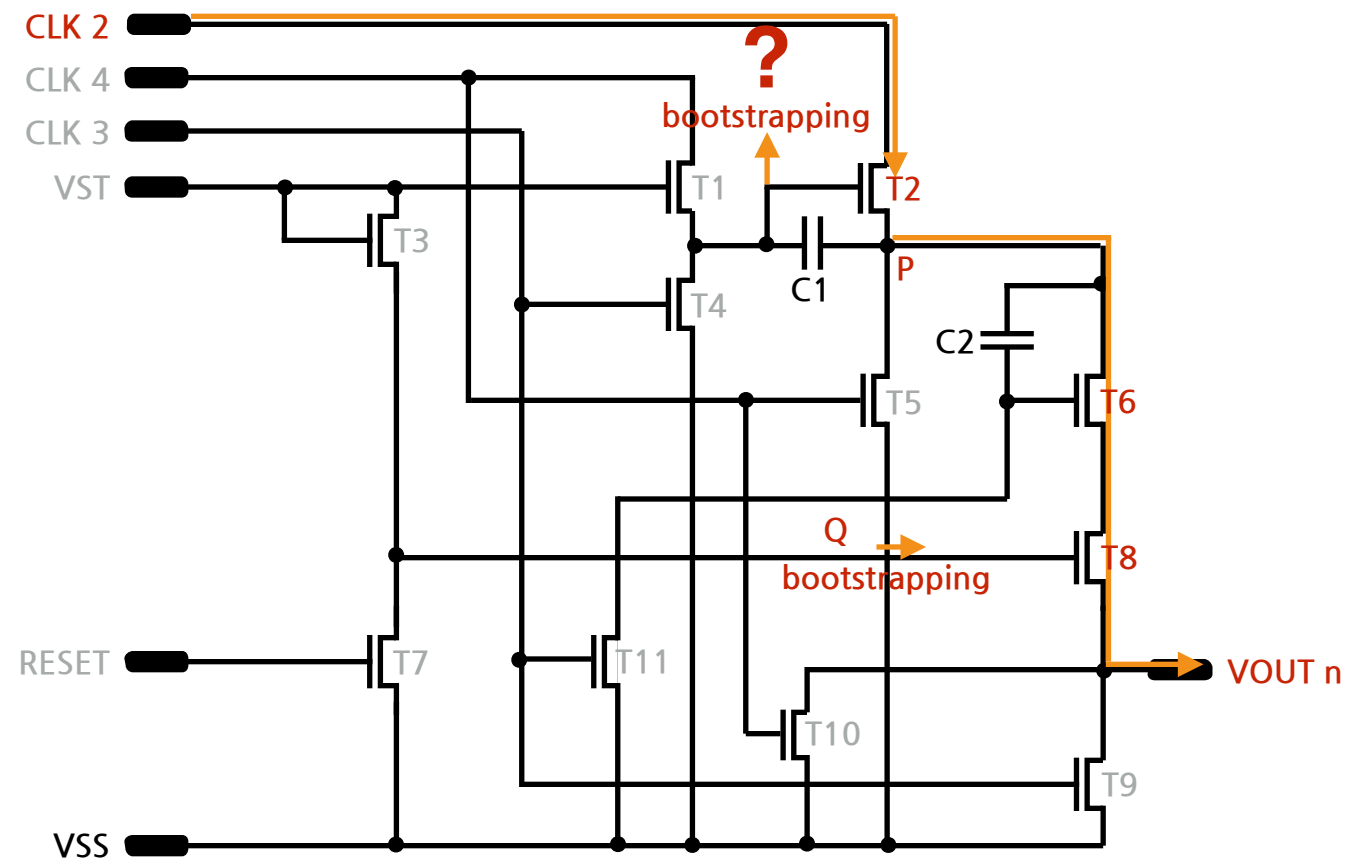 CLK 2
?
CLK 4
bootstrapping
CLK 3
VST
T1
T2
T3
P
C1
T4
C2
T5
T6
Q
T8
bootstrapping
RESET
T7
T11
VOUT n
T10
T9
VSS